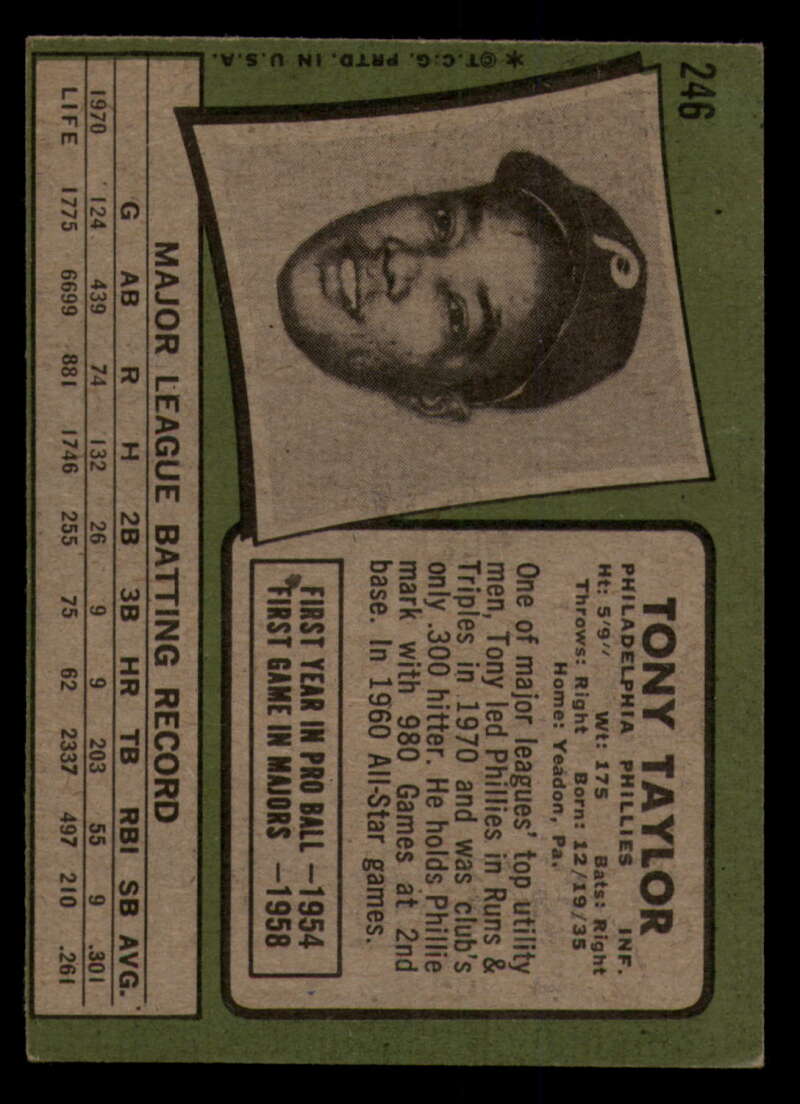 246
*©T.C.G. PRTD. IN U.S.A.
P
TONY TAYLOR
PHILADELPHIA PHILLIES INF.
Ht: 5'9" Wt: 175 Bats: Right
Throws: Right Born: 12/19/35
Home: Yeadon, Pa.
One of major leagues' top utility
men, Tony led Phillies in Runs &
Triples in 1970 and was club's
only .300 hitter. He holds Phillie
mark with 980 Games at 2nd
base. In 1960 All-Star games.
FIRST YEAR IN PRO BALL—1954
FIRST GAME IN MAJORS —1958
MAJOR LEAGUE BATTING RECORD
G AB R H 2B 3B HR TB RBI SB AVG.
1970 124 439 74 132 26 9 9 203 55 9 .301
LIFE 1775 6699 881 1746 255 75 62 2337 497 210 .261